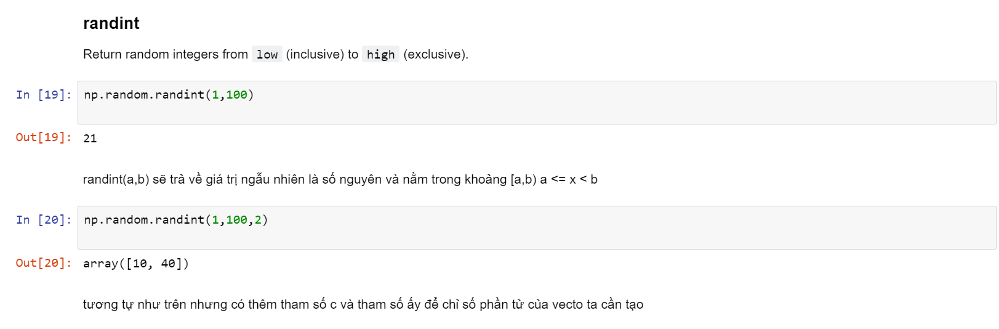 randint
Return random integers from low (inclusive) to high (exclusive).
In [19]: np.random.randint(1,100)
Out[19]: 21
randint(a,b) sẽ trả về giá trị ngẫu nhiên là số nguyên và nằm trong khoảng [a,b) a <= x < b
In [20]: np.random.randint(1,100,2)
Out[20]: array([10, 40])
tương tự như trên nhưng có thêm tham số c và tham số ấy để chỉ số phần tử của vecto ta cần tạo